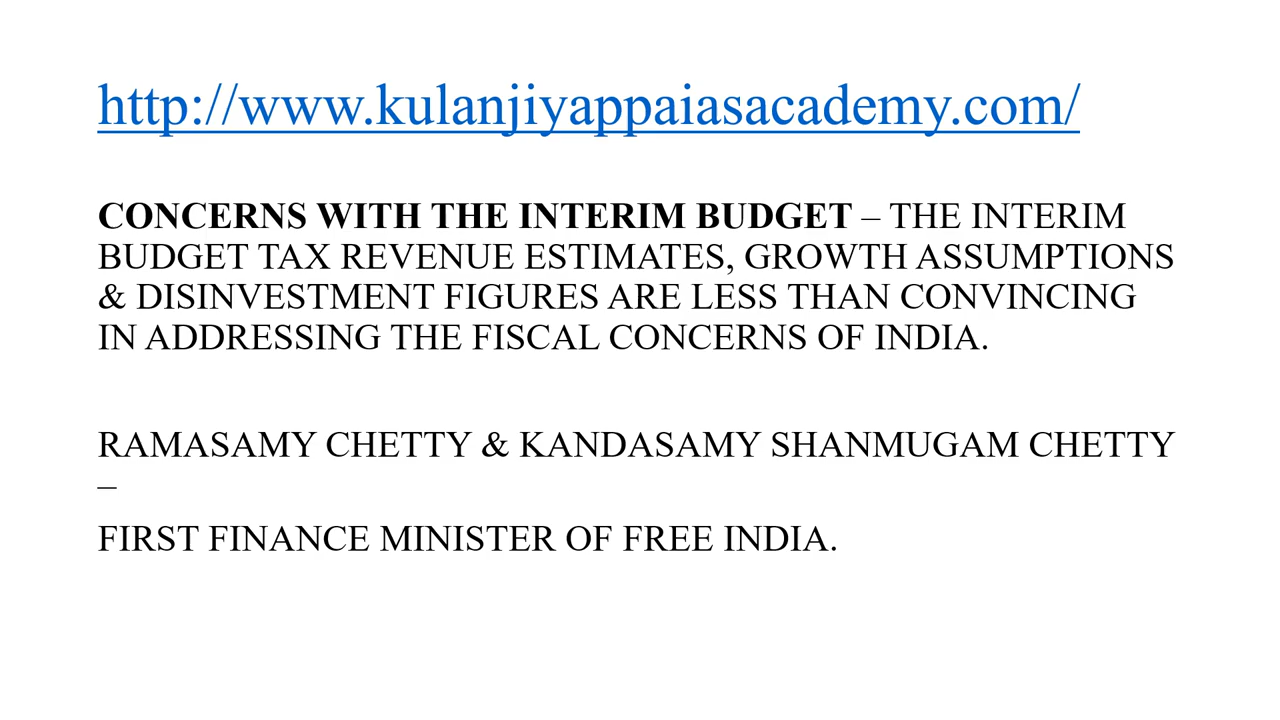 http://www.kulanjiyappaiasacademy.com/
CONCERNS WITH THE INTERIM BUDGET – THE INTERIM
BUDGET TAX REVENUE ESTIMATES, GROWTH ASSUMPTIONS
& DISINVESTMENT FIGURES ARE LESS THAN CONVINCING
IN ADDRESSING THE FISCAL CONCERNS OF INDIA.
RAMASAMY CHETTY & KANDASAMY SHANMUGAM CHETTY
–
FIRST FINANCE MINISTER OF FREE INDIA.